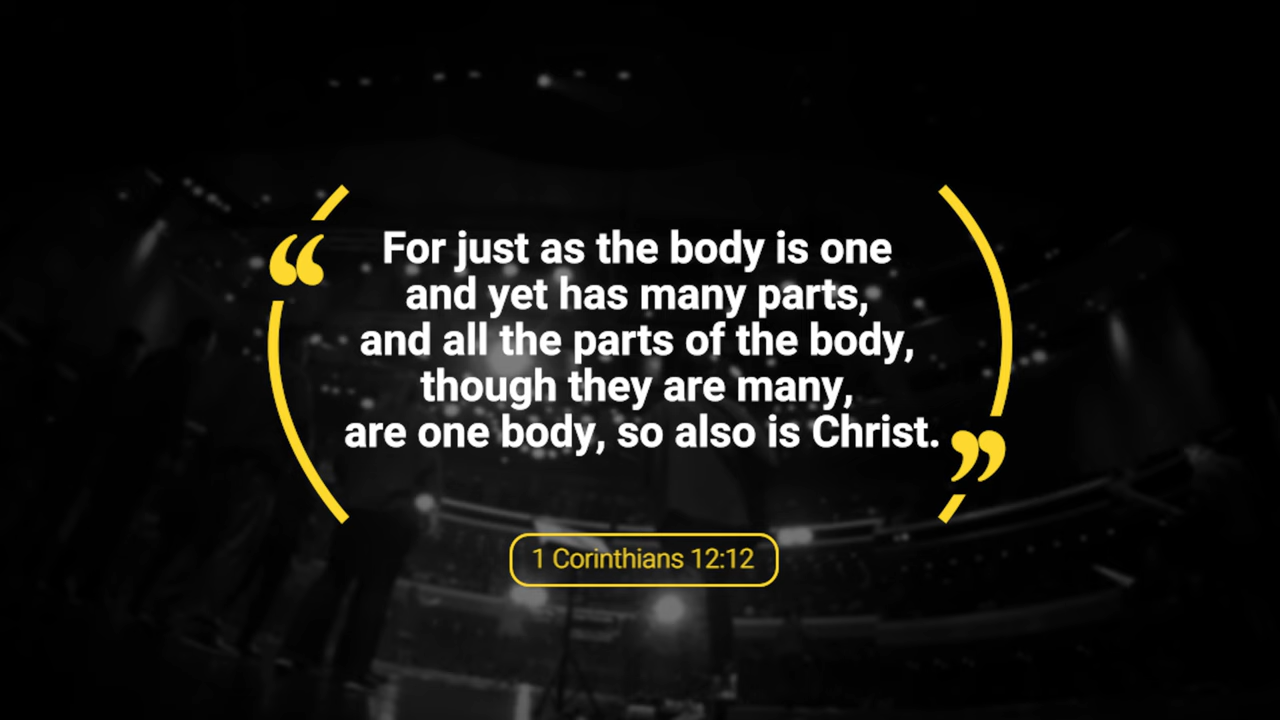 “
For just as the body is one
and yet has many parts,
and all the parts of the body,
though they are many,
are one body, so also is Christ.
”
1 Corinthians 12:12